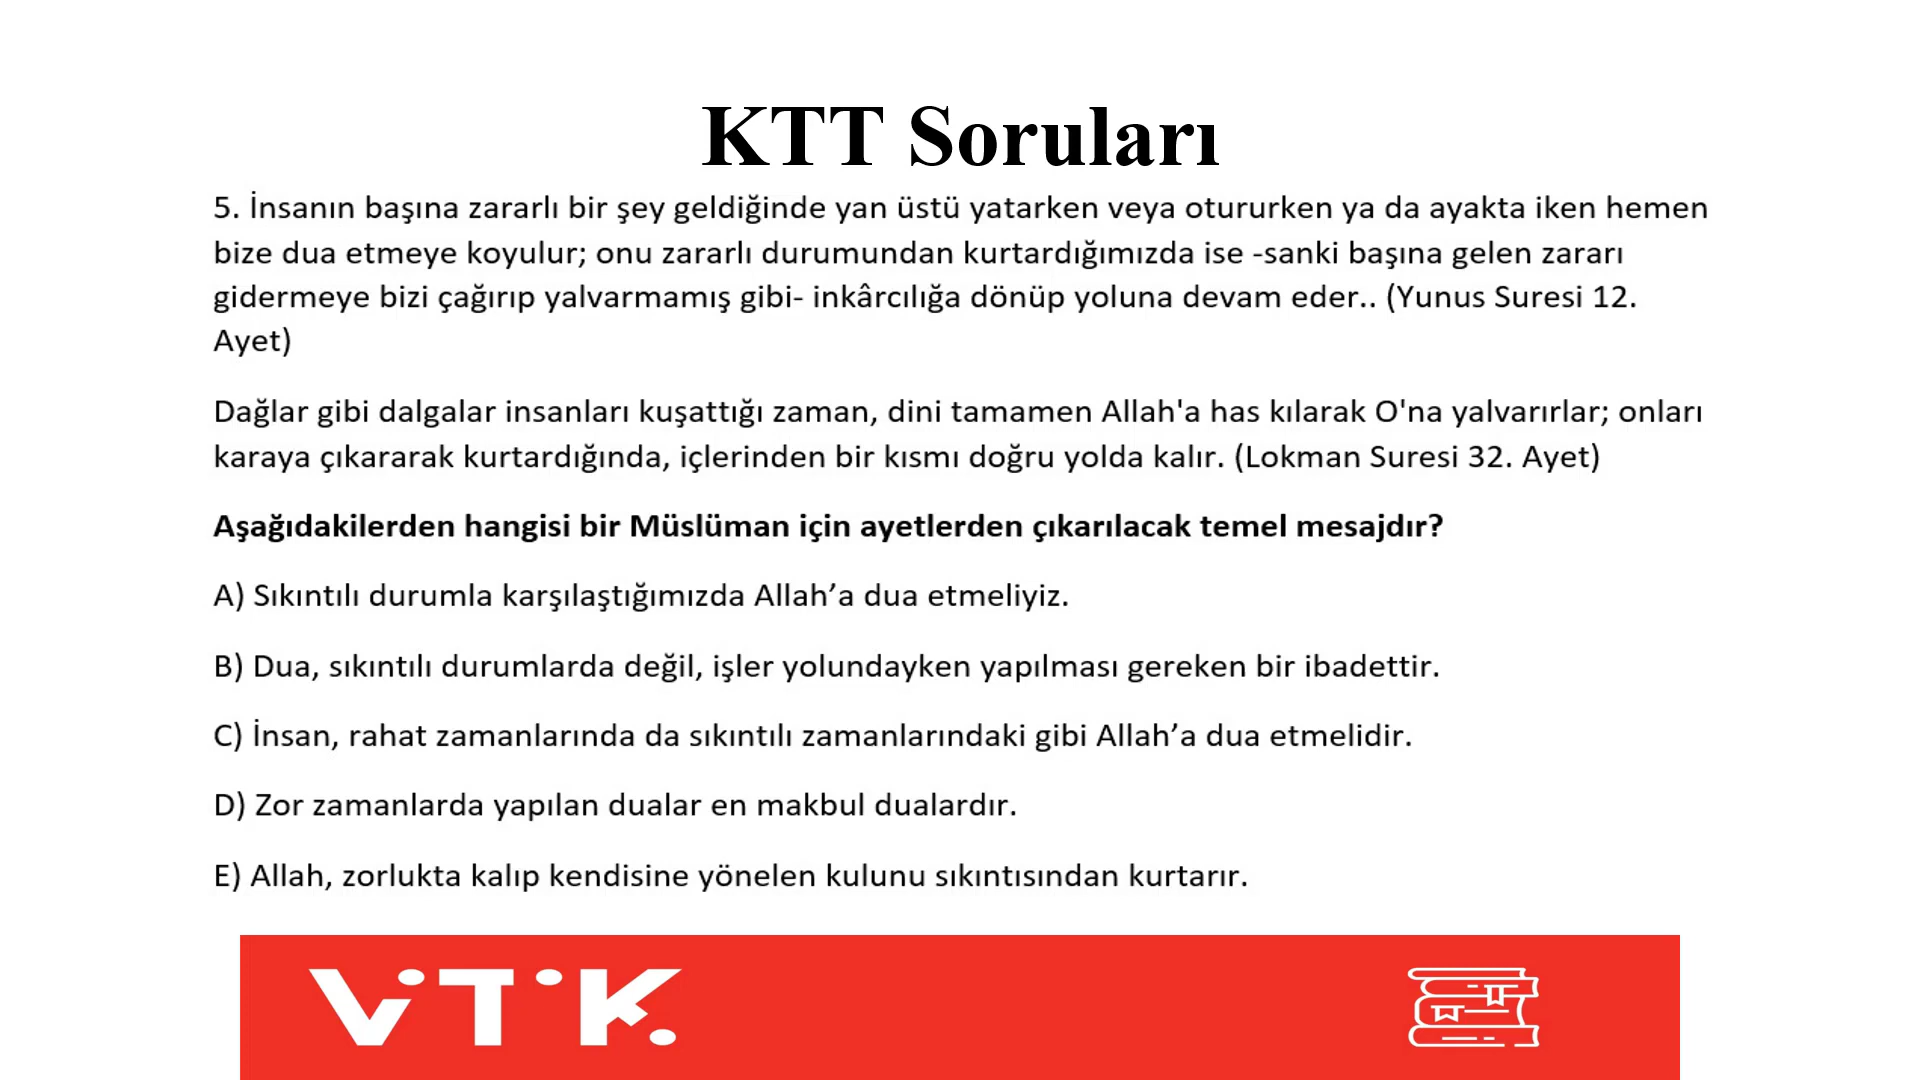 KTT Soruları
5. İnsanın başına zararlı bir şey geldiğinde yan üstü yatarken veya otururken ya da ayakta iken hemen
bize dua etmeye koyulur; onu zararlı durumundan kurtardığımızda ise -sanki başına gelen zararı
gidermeye bizi çağırıp yalvarmamış gibi- inkârcılığa dönüp yoluna devam eder.. (Yunus Suresi 12.
Ayet)
Dağlar gibi dalgalar insanları kuşattığı zaman, dini tamamen Allah'a has kılarak O'na yalvarırlar; onları
karaya çıkararak kurtardığında, içlerinden bir kısmı doğru yolda kalır. (Lokman Suresi 32. Ayet)
Aşağıdakilerden hangisi bir Müslüman için ayetlerden çıkarılacak temel mesajdır?
A) Sıkıntılı durumla karşılaştığımızda Allah’a dua etmeliyiz.
B) Dua, sıkıntılı durumlarda değil, işler yolundayken yapılması gereken bir ibadettir.
C) İnsan, rahat zamanlarında da sıkıntılı zamanlarındaki gibi Allah’a dua etmelidir.
D) Zor zamanlarda yapılan dualar en makbul dualardır.
E) Allah, zorlukta kalıp kendisine yönelen kulunu sıkıntısından kurtarır.
ViTiK.